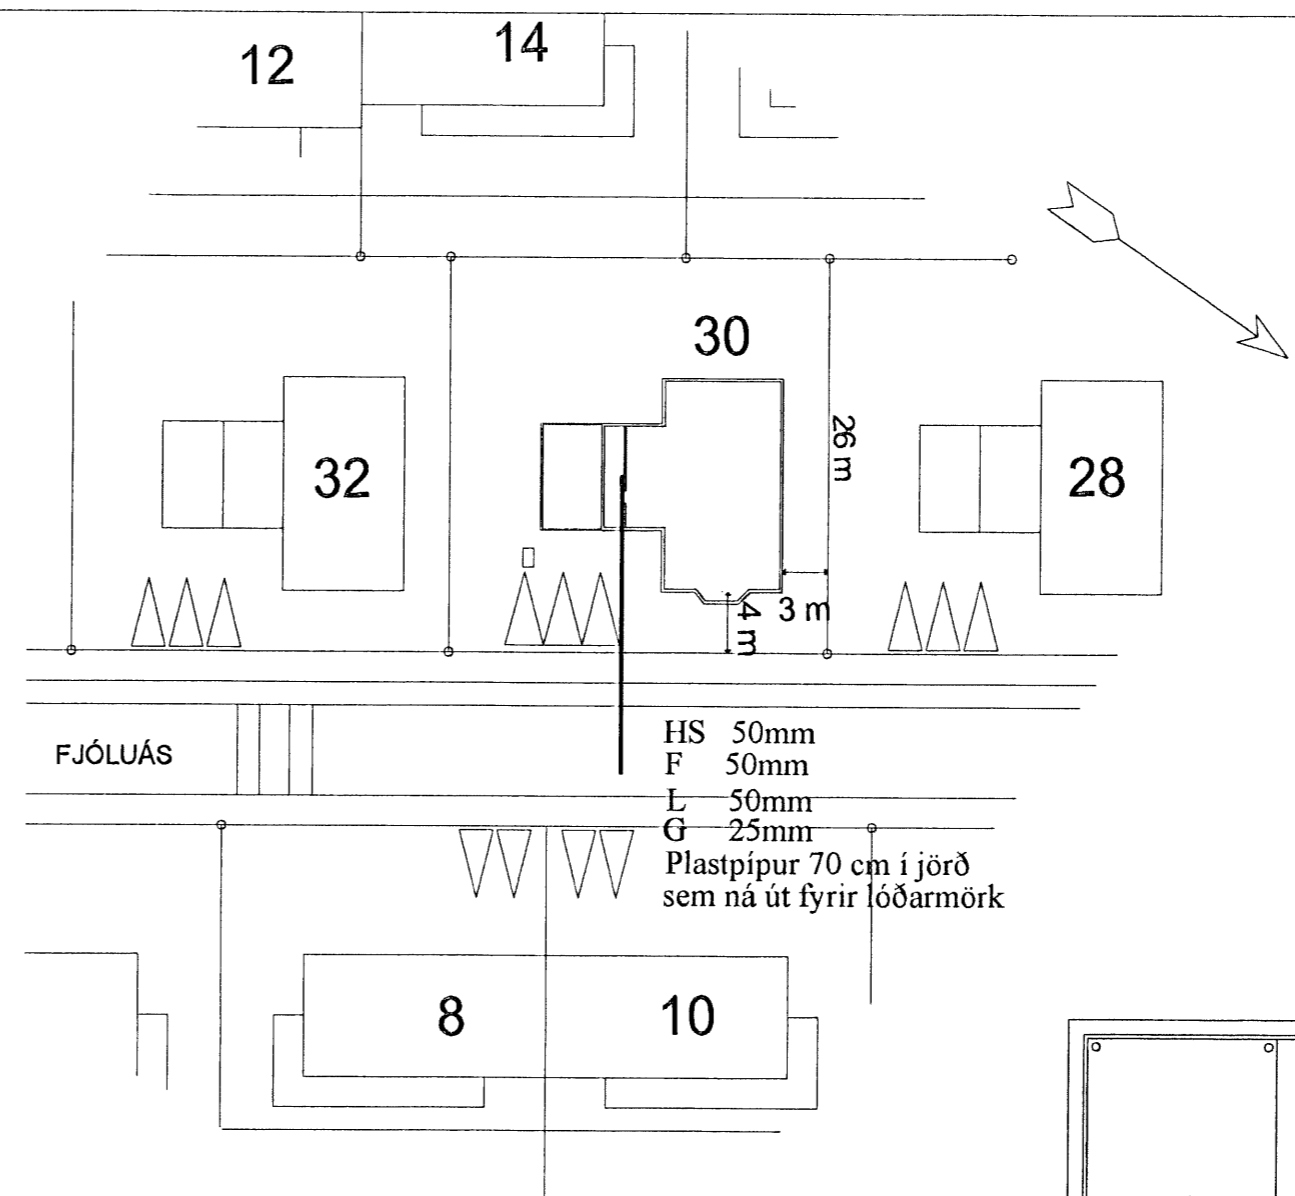 12
14
30
26 m
32
28
4 m
3 m
FJÓLUÁS
HS 50mm
F 50mm
L 50mm
G 25mm
Plastpípur 70 cm í jörð
sem ná út fyrir lóðarmörk
8
10